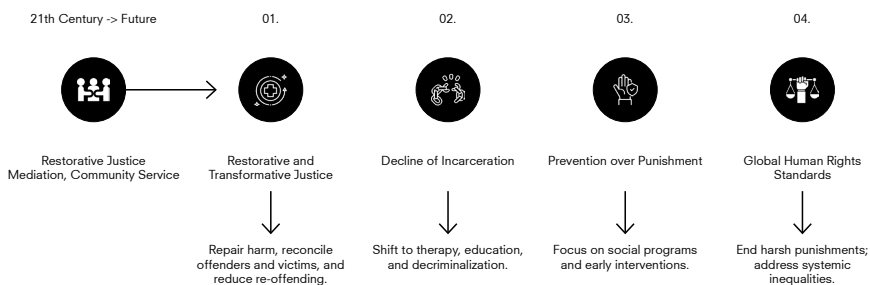 21th Century -> Future
01.
02.
03.
04.
Restorative Justice
Mediation, Community Service
Restorative and
Transformative Justice
Decline of Incarceration
Prevention over Punishment
Global Human Rights
Standards
Repair harm, reconcile
offenders and victims, and
reduce re-offending.
Shift to therapy, education,
and decriminalization.
Focus on social programs
and early interventions.
End harsh punishments;
address systemic
inequalities.